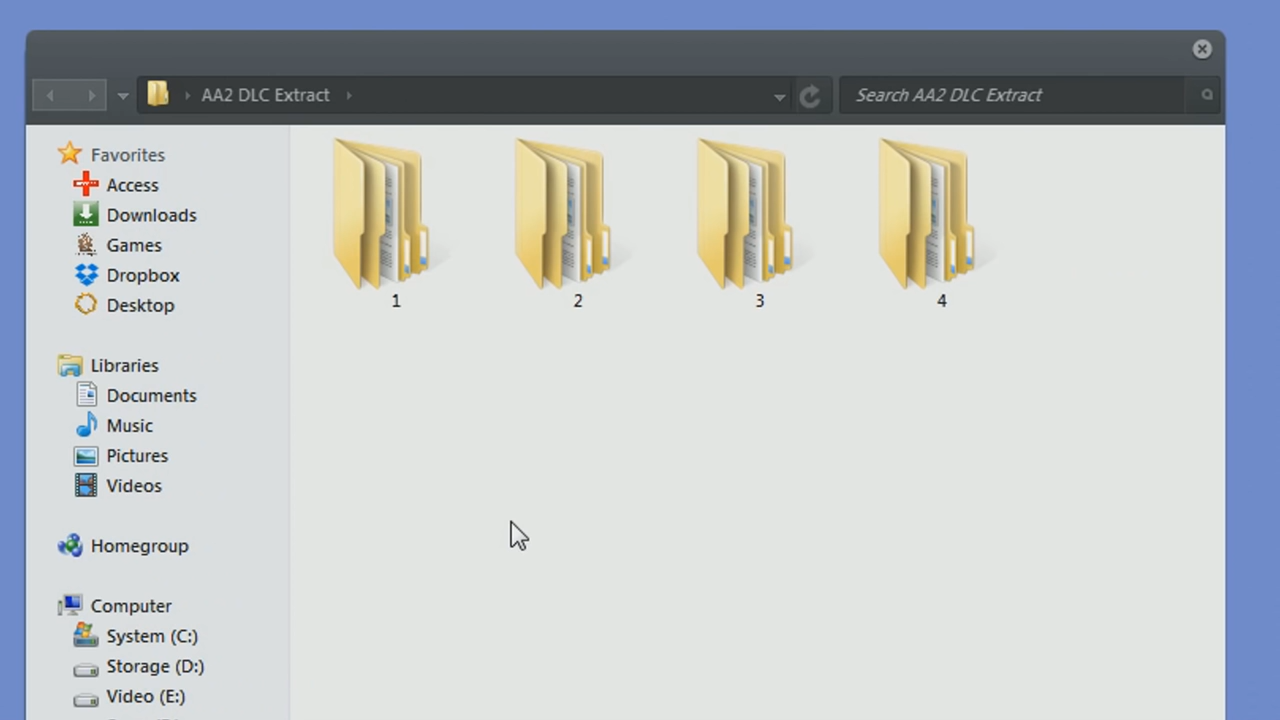 AA2 DLC Extract
Search AA2 DLC Extract
Favorites
Access
Downloads
Games
Dropbox
Desktop
Libraries
Documents
Music
Pictures
Videos
Homegroup
Computer
System (C:)
Storage (D:)
Video (E:)
1
2
3
4